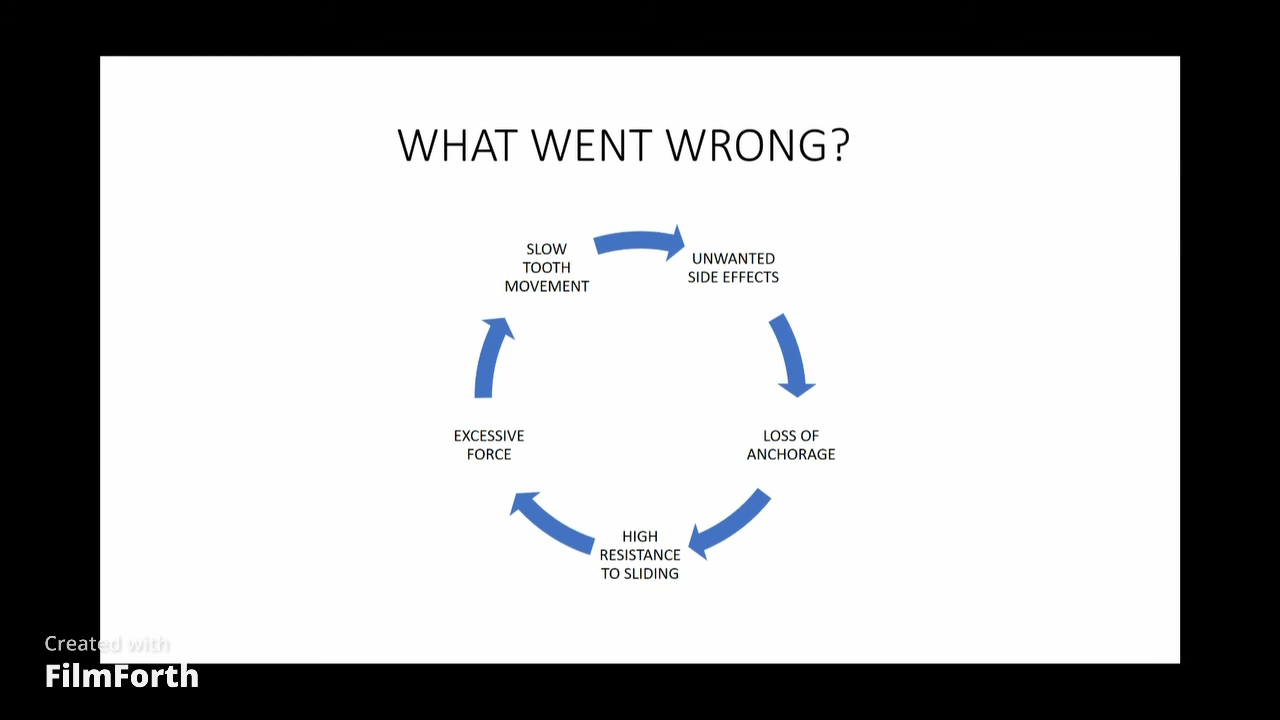 WHAT WENT WRONG?
SLOW
TOOTH
MOVEMENT
UNWANTED
SIDE EFFECTS
LOSS OF
ANCHORAGE
HIGH
RESISTANCE
TO SLIDING
EXCESSIVE
FORCE
Created with
FilmForth